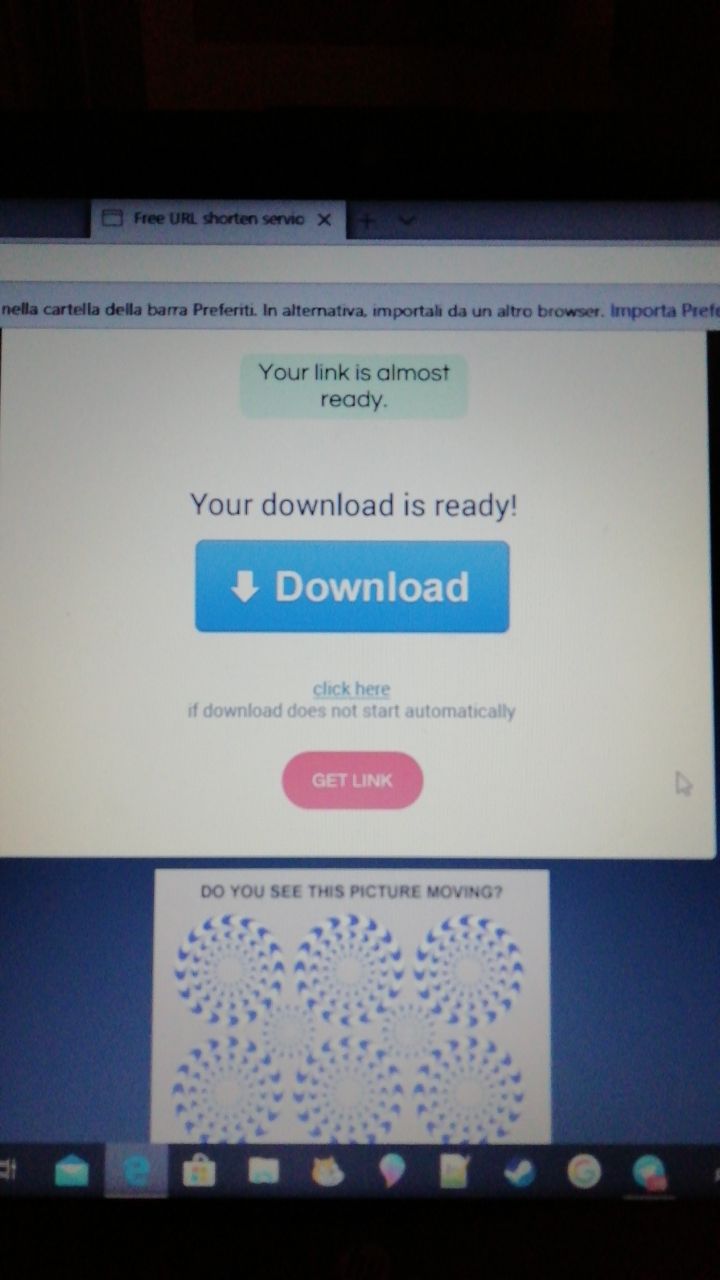 Free URL shorten servic
nella cartella della barra Preferiti. In alternativa, importali da un altro browser. Importa Prefe
Your link is almost
ready.
Your download is ready!
Download
click here
if download does not start automatically
GET LINK
DO YOU SEE THIS PICTURE MOVING?